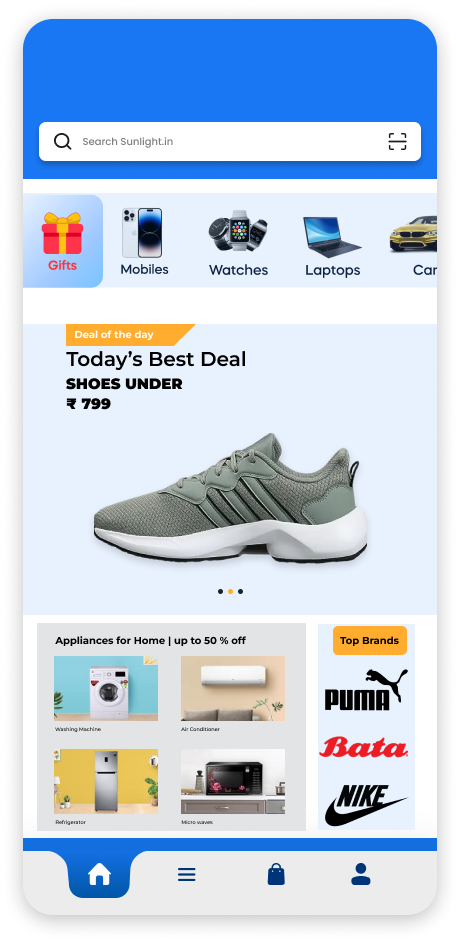 Search Sunlight.in
Gifts
Mobiles
Watches
Laptops
Car
Deal of the day
Today's Best Deal
SHOES UNDER
₹ 799
Appliances for Home | up to 50 % off
Top Brands
Washing Machine
Air Conditioner
Refrigerator
Micro waves
PUMA
Bata
NIKE